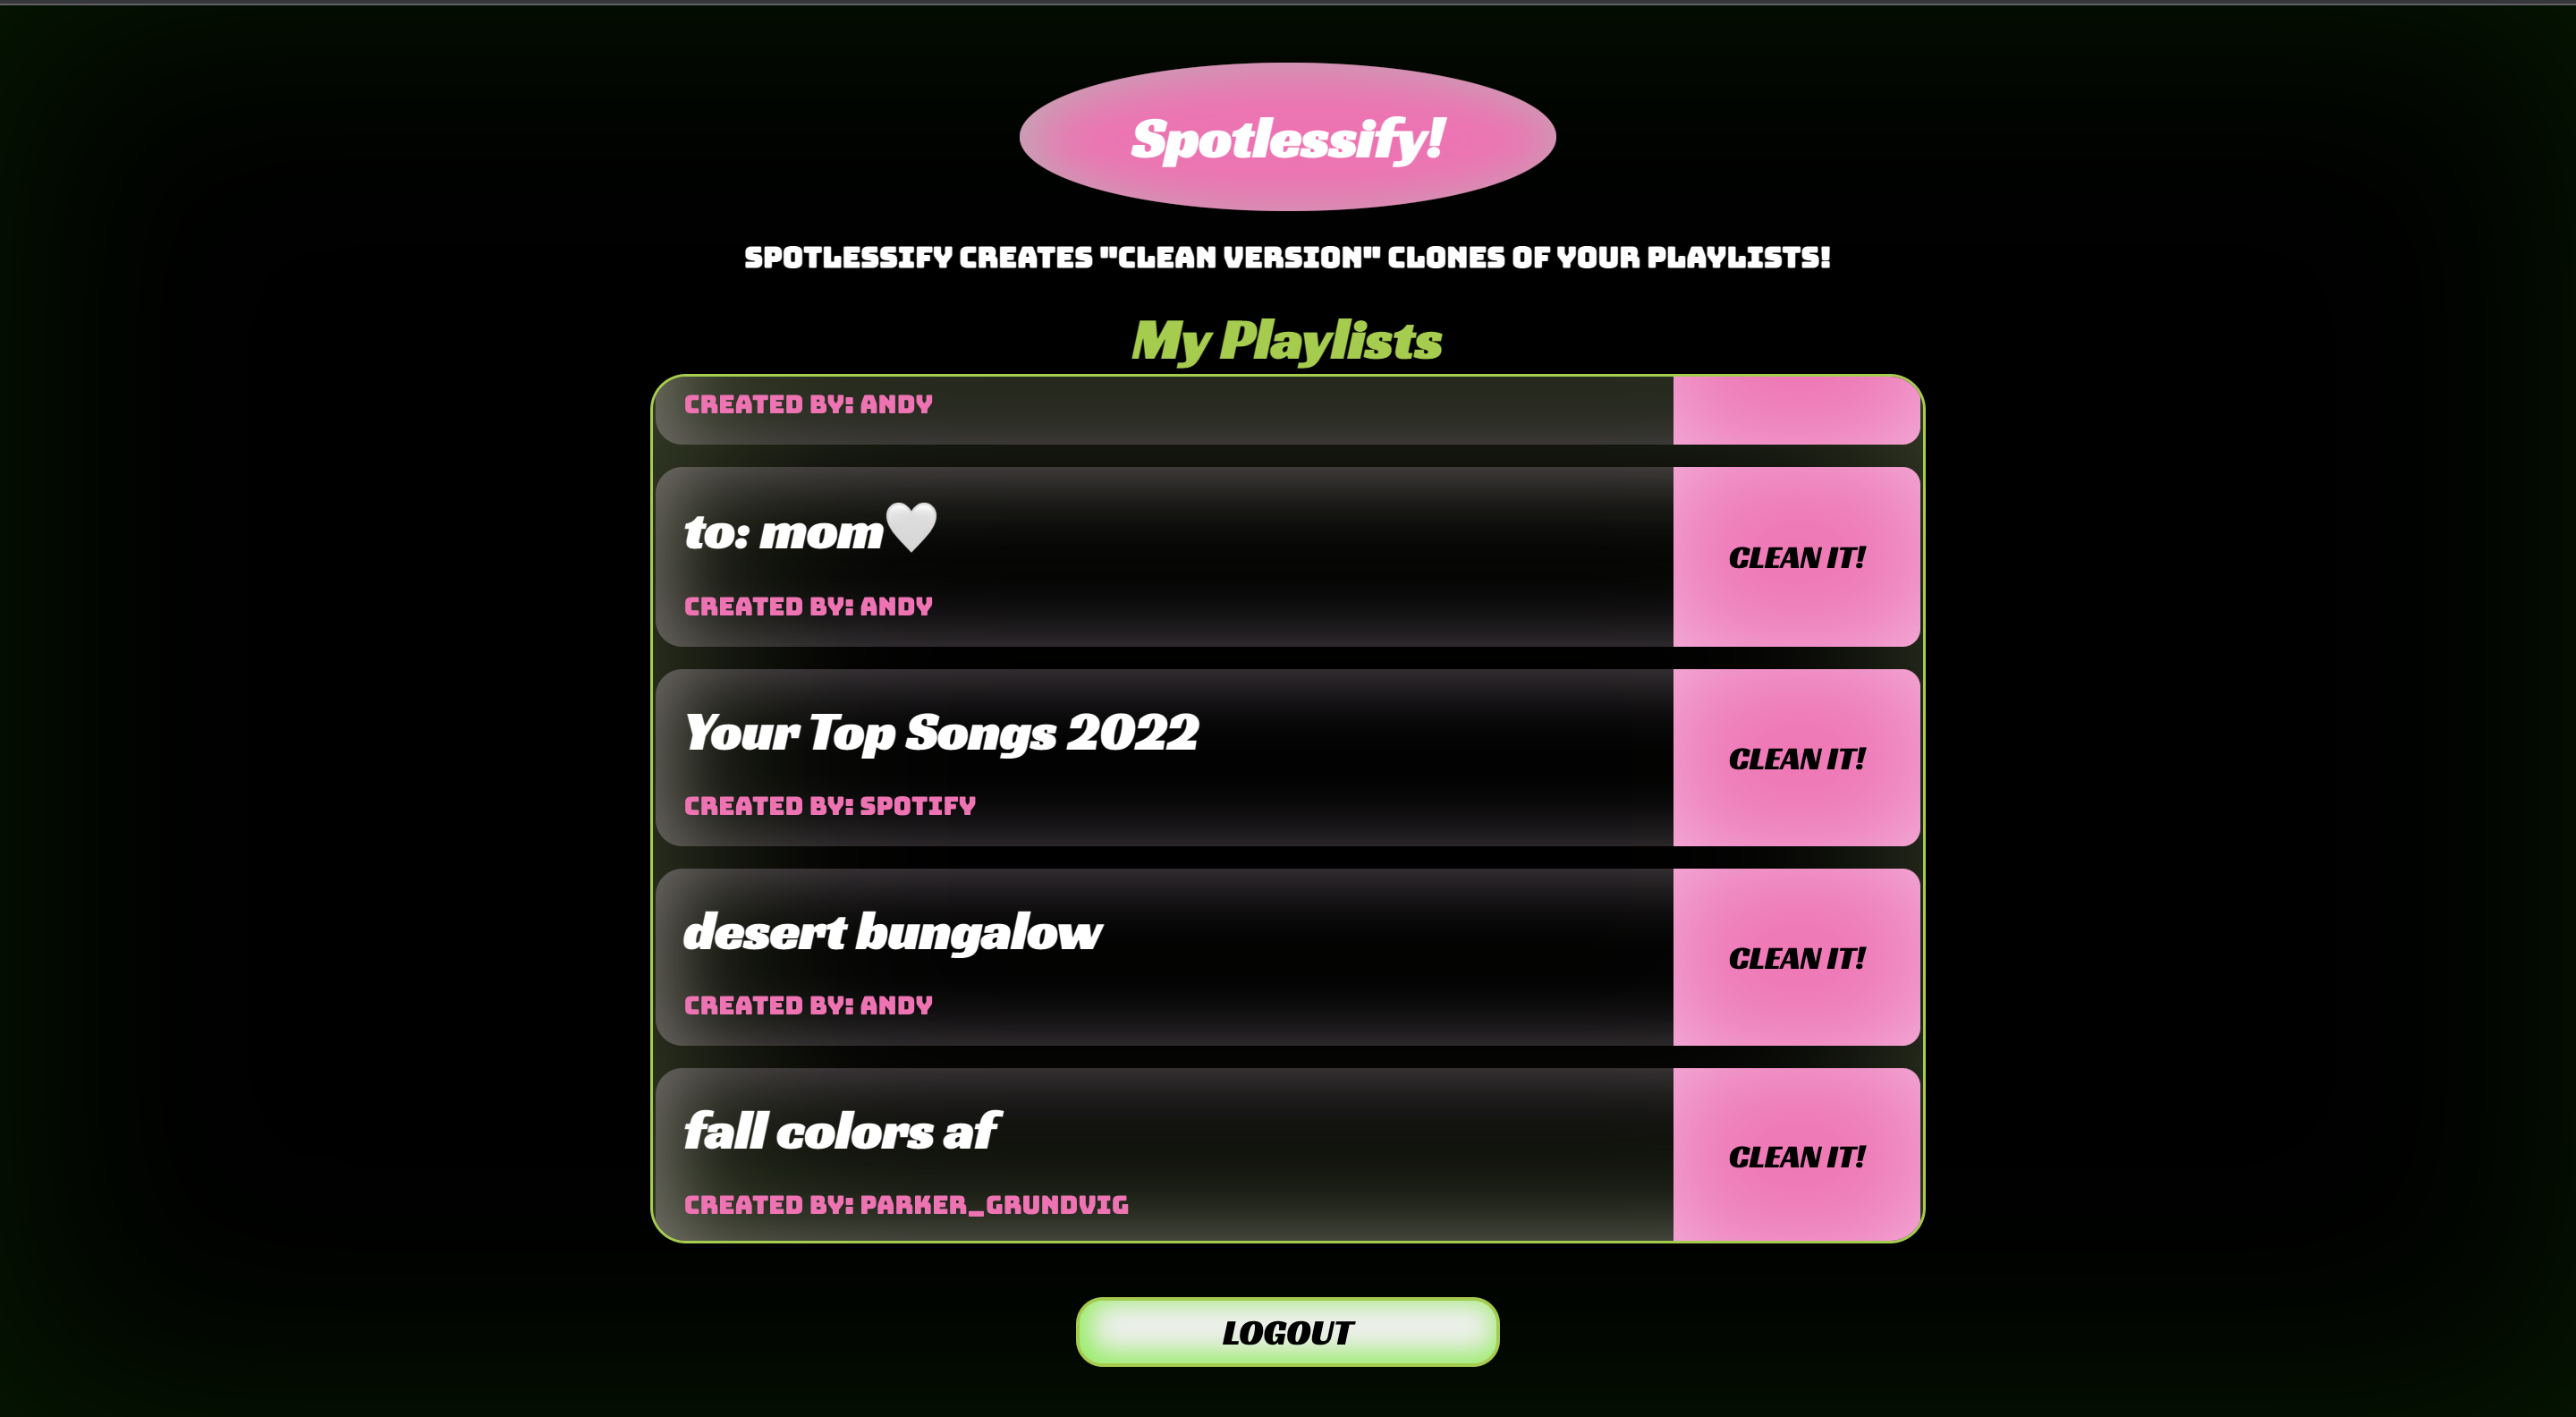 Spotlessify!
SPOTLESSIFY CREATES "CLEAN VERSION" CLONES OF YOUR PLAYLISTS!
My Playlists
CREATED BY: ANDY
to: mom🤍
CREATED BY: ANDY
CLEAN IT!
Your Top Songs 2022
CREATED BY: SPOTIFY
CLEAN IT!
desert bungalow
CREATED BY: ANDY
CLEAN IT!
fall colors af
CREATED BY: PARKER_GRUNDVIG
CLEAN IT!
LOGOUT